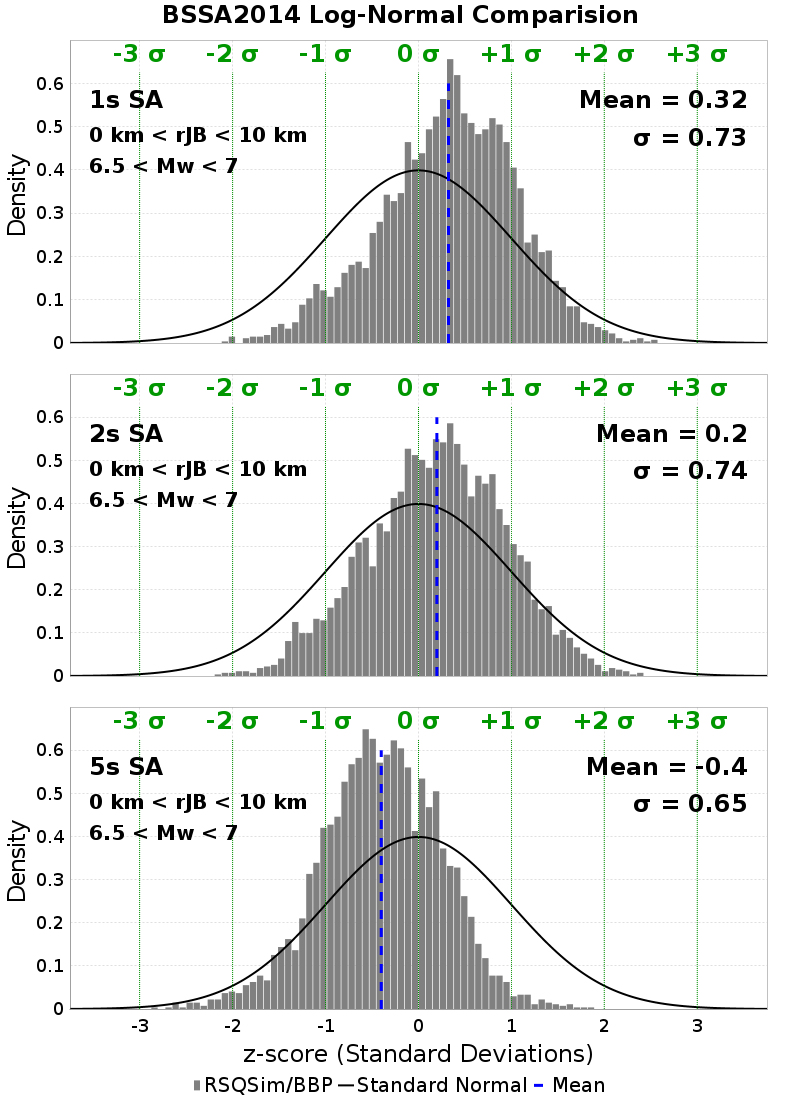 BSSA2014 Log-Normal Comparision
-3 σ -2 σ -1 σ 0 σ +1 σ +2 σ +3 σ
1s SA
0 km < rJB < 10 km
6.5 < Mw < 7
Mean = 0.32
σ = 0.73
Density
0.6
0.5
0.4
0.3
0.2
0.1
0
-3 σ -2 σ -1 σ 0 σ +1 σ +2 σ +3 σ
2s SA
0 km < rJB < 10 km
6.5 < Mw < 7
Mean = 0.2
σ = 0.74
Density
0.6
0.5
0.4
0.3
0.2
0.1
0
-3 σ -2 σ -1 σ 0 σ +1 σ +2 σ +3 σ
5s SA
0 km < rJB < 10 km
6.5 < Mw < 7
Mean = -0.4
σ = 0.65
Density
0.6
0.5
0.4
0.3
0.2
0.1
0
-3 -2 -1 0 1 2 3
z-score (Standard Deviations)
RSQSim/BBP Standard Normal Mean